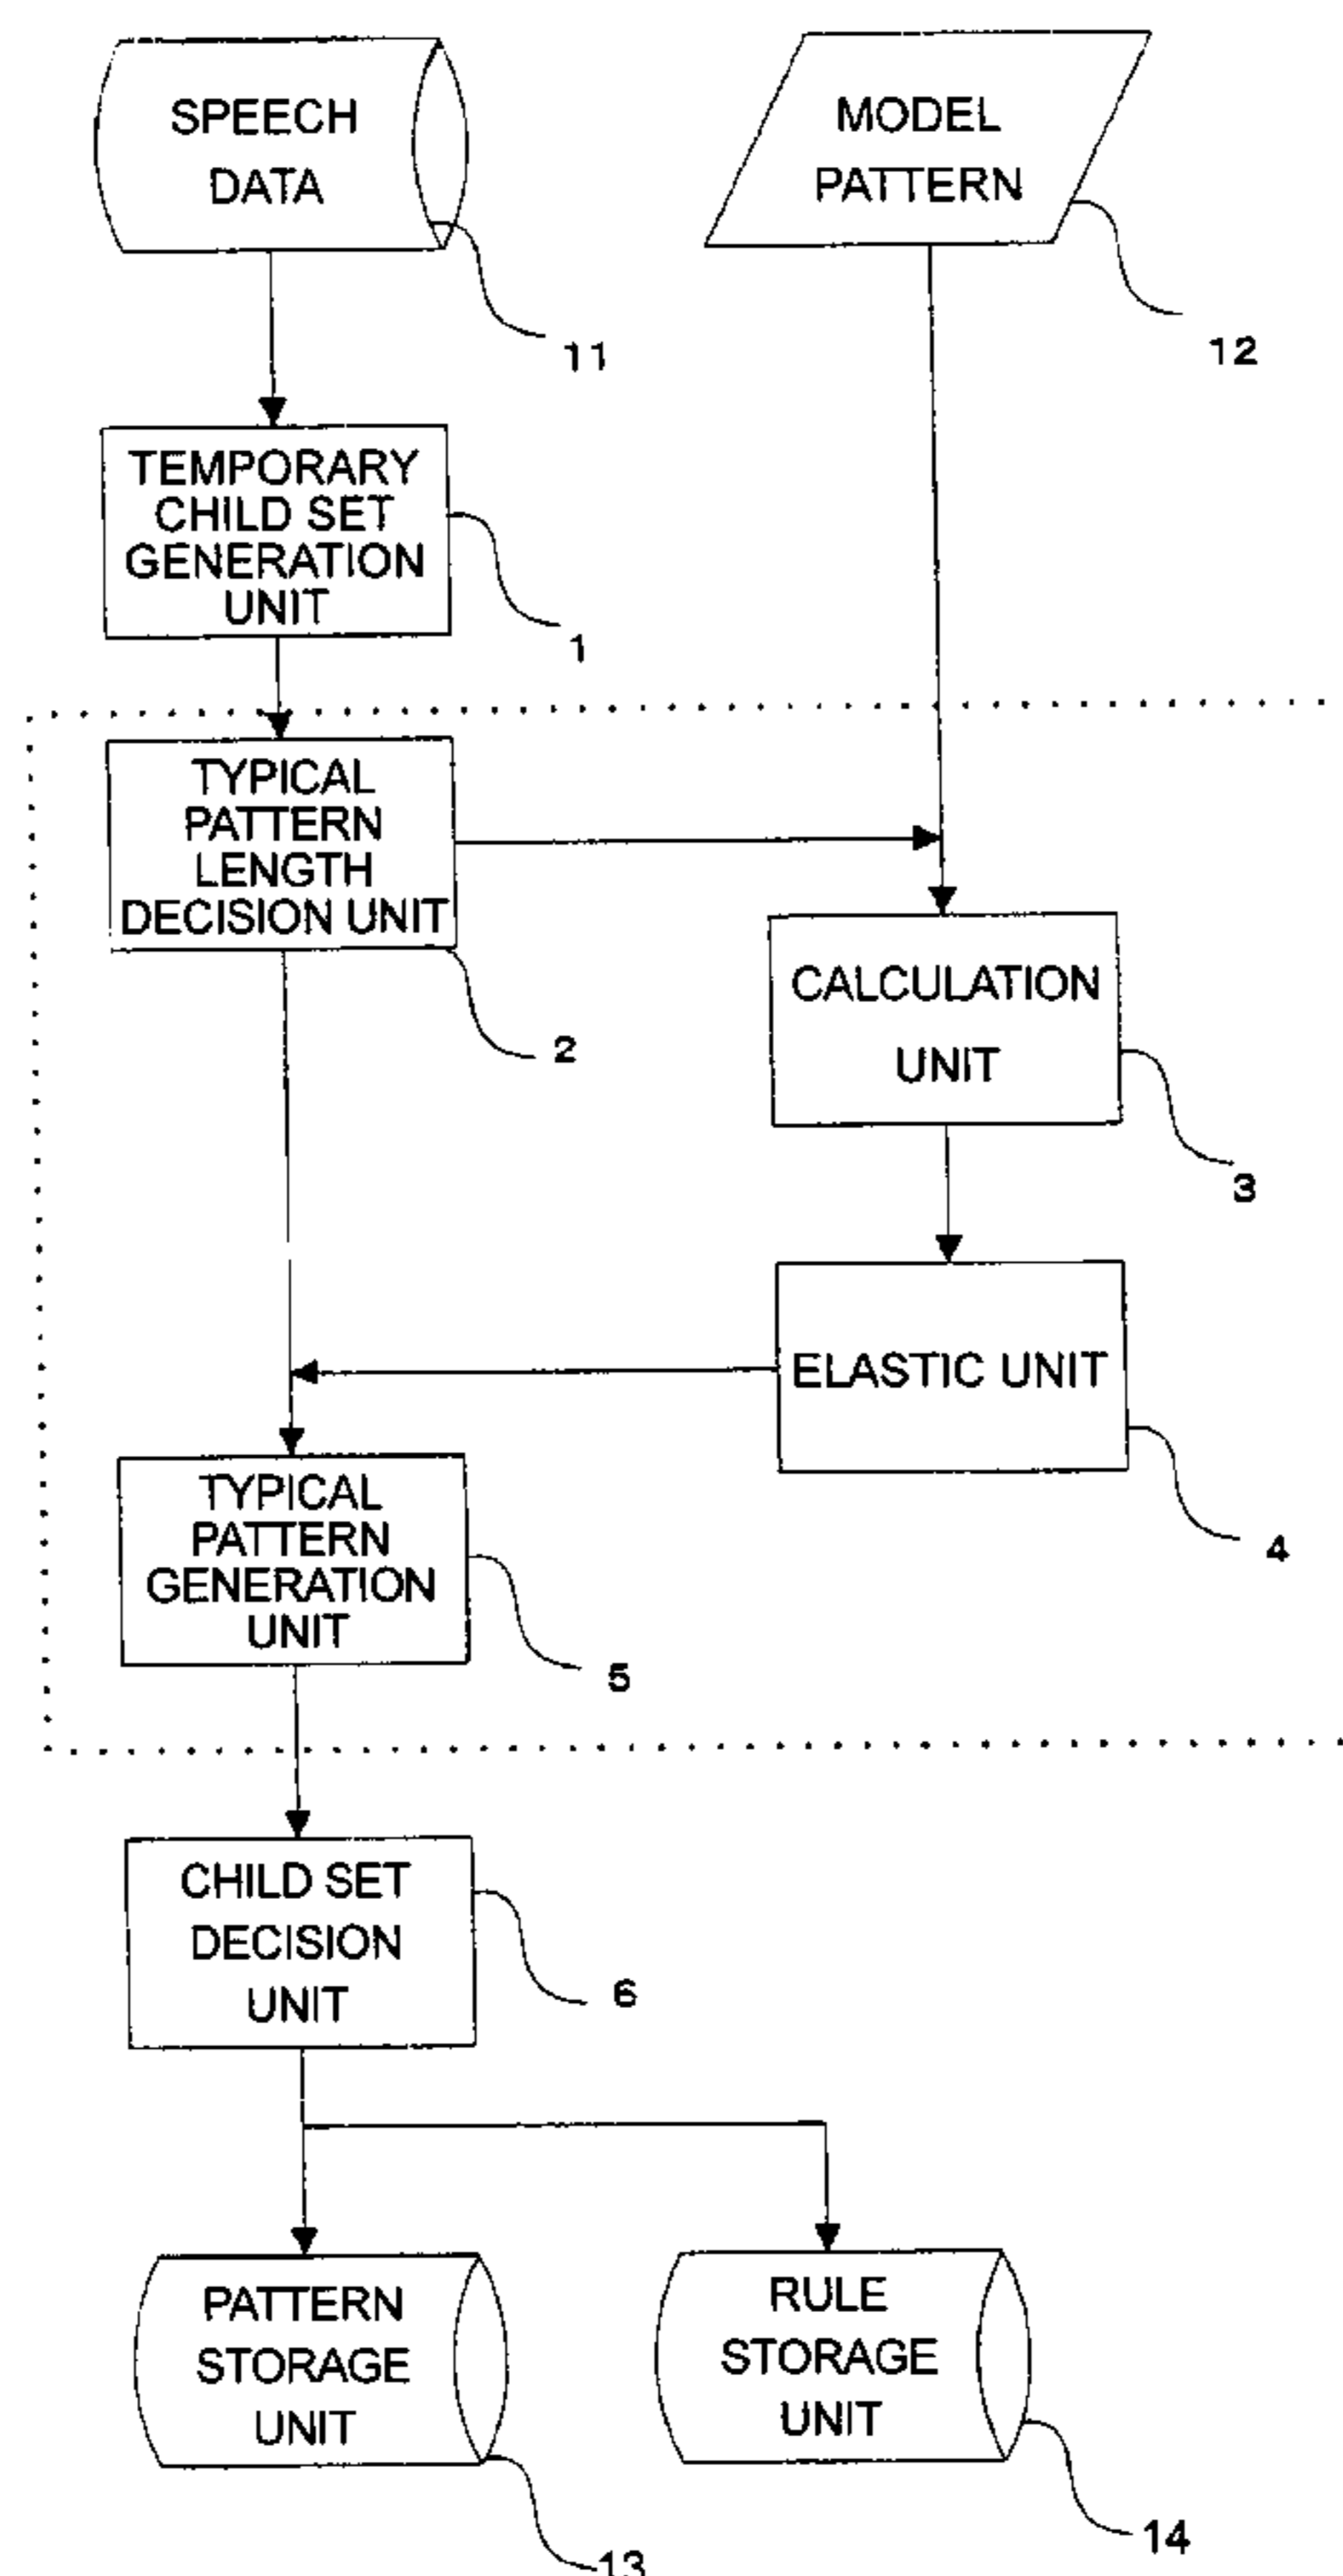 SPEECH
DATA
11
MODEL
PATTERN
12
TEMPORARY
CHILD SET
GENERATION
UNIT
1
TYPICAL
PATTERN
LENGTH
DECISION UNIT
2
CALCULATION
UNIT
3
ELASTIC UNIT
4
TYPICAL
PATTERN
GENERATION
UNIT
5
CHILD SET
DECISION
UNIT
6
PATTERN
STORAGE
UNIT
13
RULE
STORAGE
UNIT
14